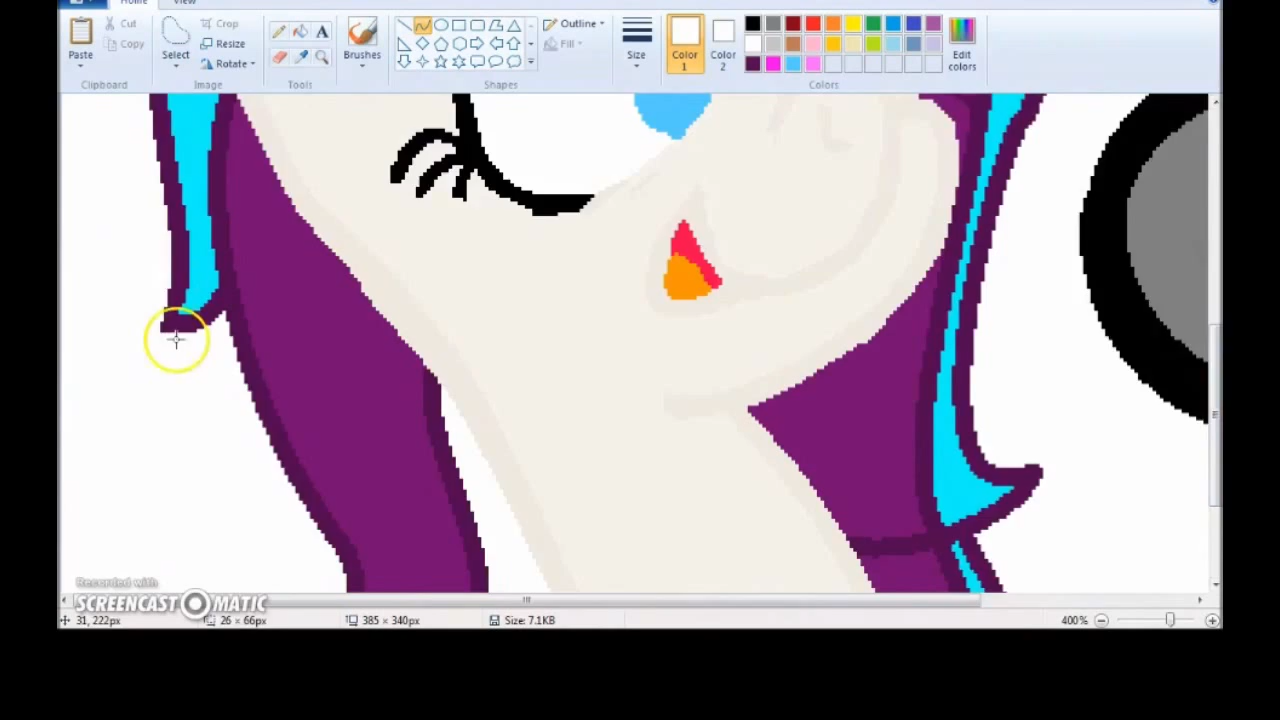 Home View
Cut
Copy
Paste
Clipboard
Crop
Resize
Rotate
Select
Image
A
Tools
Brushes
Outline
Fill
Shapes
Size
Color
1
Color
2
Edit
colors
Colors
Recorded with
SCREENCAST MATIC
31, 222px
26 × 66px
385 × 340px
Size: 7.1KB
400%